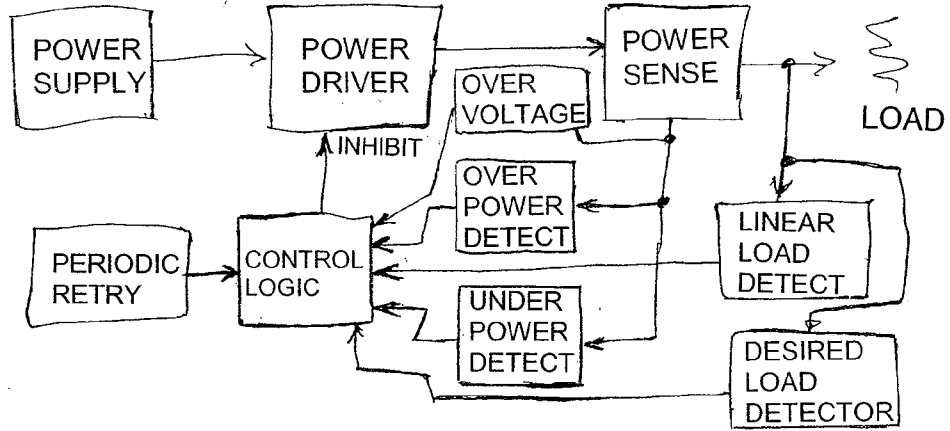 POWER
SUPPLY
POWER
DRIVER
POWER
SENSE
OVER
VOLTAGE
LOAD
INHIBIT
OVER
POWER
DETECT
LINEAR
LOAD
DETECT
PERIODIC
RETRY
CONTROL
LOGIC
UNDER
POWER
DETECT
DESIRED
LOAD
DETECTOR